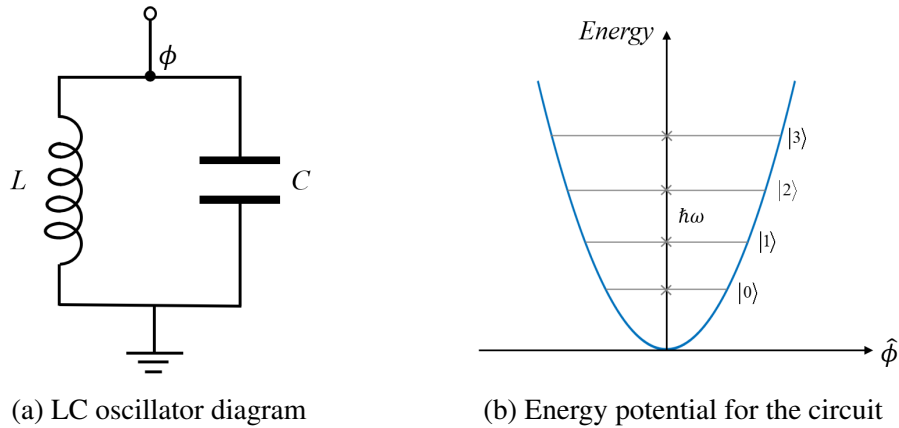 ϕ
L
C
(a) LC oscillator diagram
Energy
|3⟩
|2⟩
ℏω
|1⟩
|0⟩
ϕ̂
(b) Energy potential for the circuit